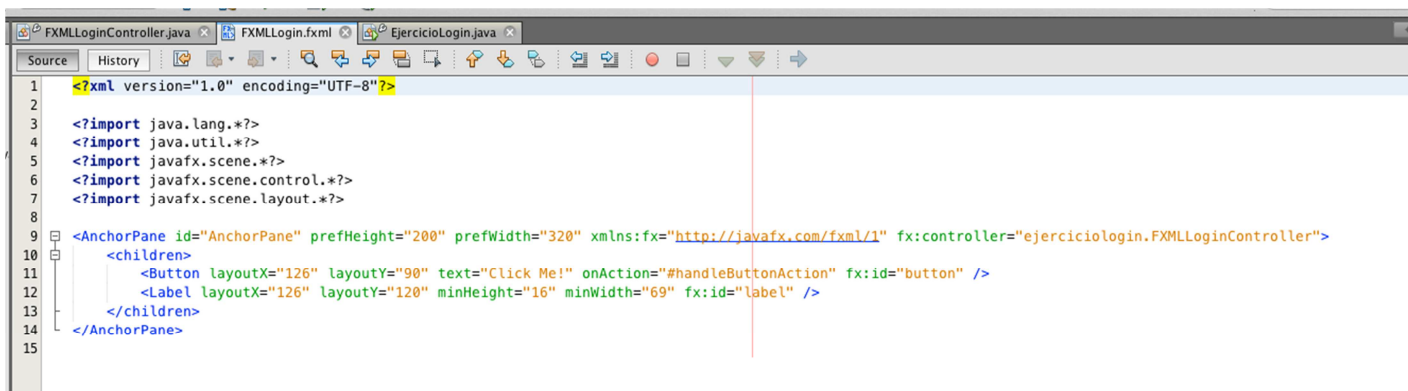 FXMLLoginController.java FXMLLogin.fxml EjercicioLogin.java
Source History
1 <?xml version="1.0" encoding="UTF-8"?>
2
3 <?import java.lang.*?>
4 <?import java.util.*?>
5 <?import javafx.scene.*?>
6 <?import javafx.scene.control.*?>
7 <?import javafx.scene.layout.*?>
8
9 <AnchorPane id="AnchorPane" prefHeight="200" prefWidth="320" xmlns:fx="http://javafx.com/fxml/1" fx:controller="ejerciciologin.FXMLLoginController">
10 <children>
11 <Button layoutX="126" layoutY="90" text="Click Me!" onAction="#handleButtonAction" fx:id="button" />
12 <Label layoutX="126" layoutY="120" minHeight="16" minWidth="69" fx:id="label" />
13 </children>
14 </AnchorPane>
15